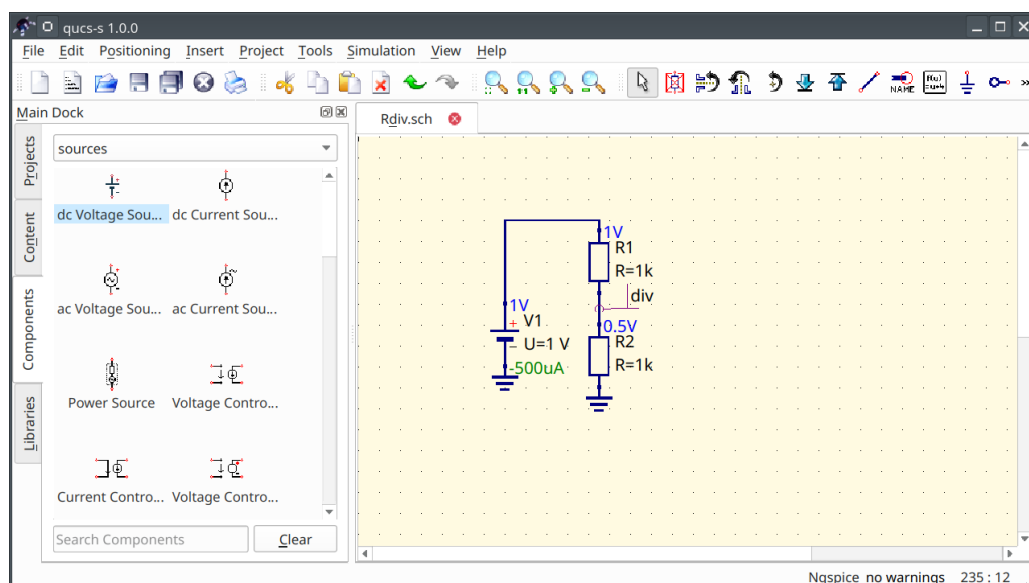 qucs-s 1.0.0
File Edit Positioning Insert Project Tools Simulation View Help
NAME
f(u)
=u+4
Main Dock
Rdiv.sch
Projects
Content
Components
Libraries
sources
dc Voltage Sou... dc Current Sou...
ac Voltage Sou... ac Current Sou...
Power Source Voltage Contro...
Current Contro... Voltage Contro...
Search Components Clear
1V
R1
R=1k
div
1V
V1
U=1 V
-500uA
0.5V
R2
R=1k
Ngspice no warnings 235 : 12